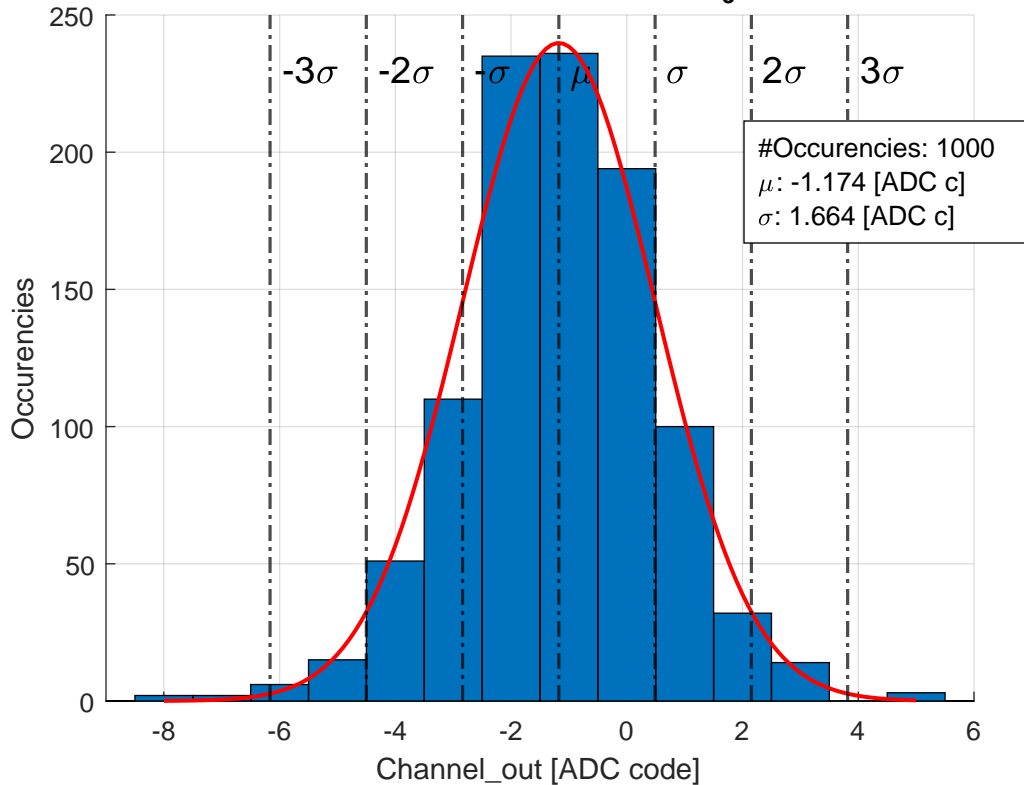 250
200
150
100
50
0
-3σ -2σ -σ μ σ 2σ 3σ
#Occurencies: 1000
μ: -1.174 [ADC c]
σ: 1.664 [ADC c]
Occurencies
-8 -6 -4 -2 0 2 4 6
Channel_out [ADC code]